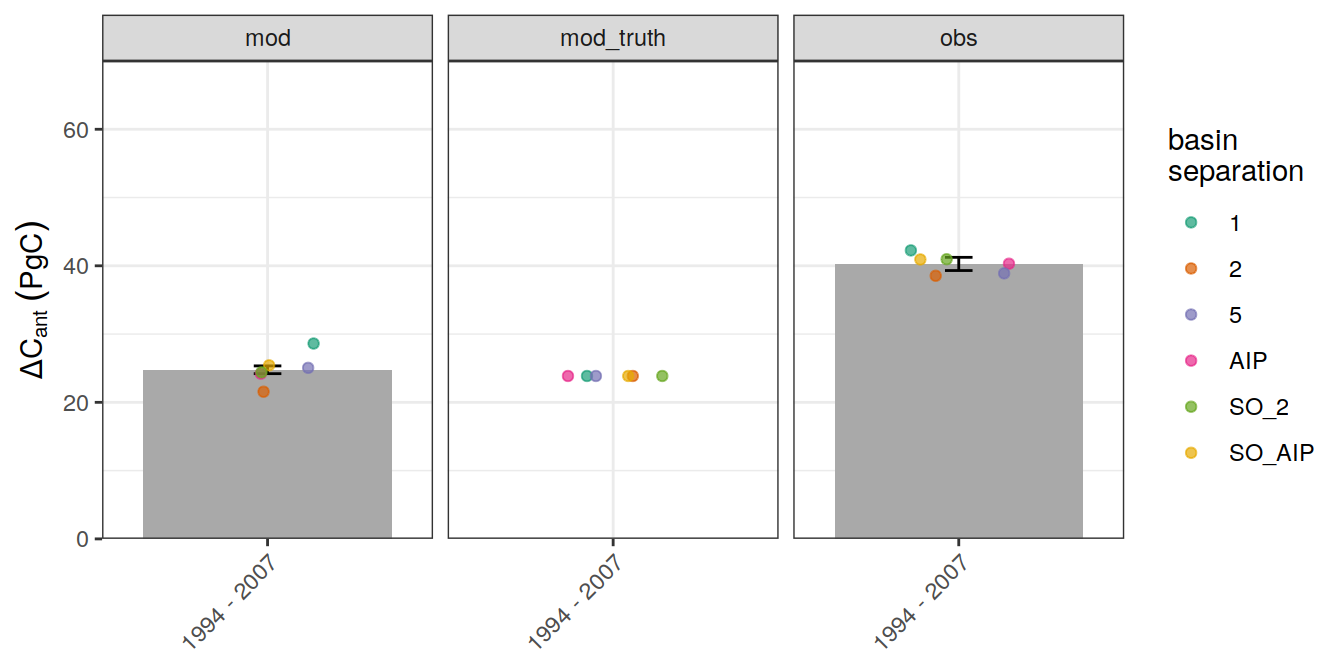 mod
mod_truth
obs
ΔCant (PgC)
60
40
20
0
1994 - 2007
1994 - 2007
1994 - 2007
basin
separation
1
2
5
AIP
SO_2
SO_AIP